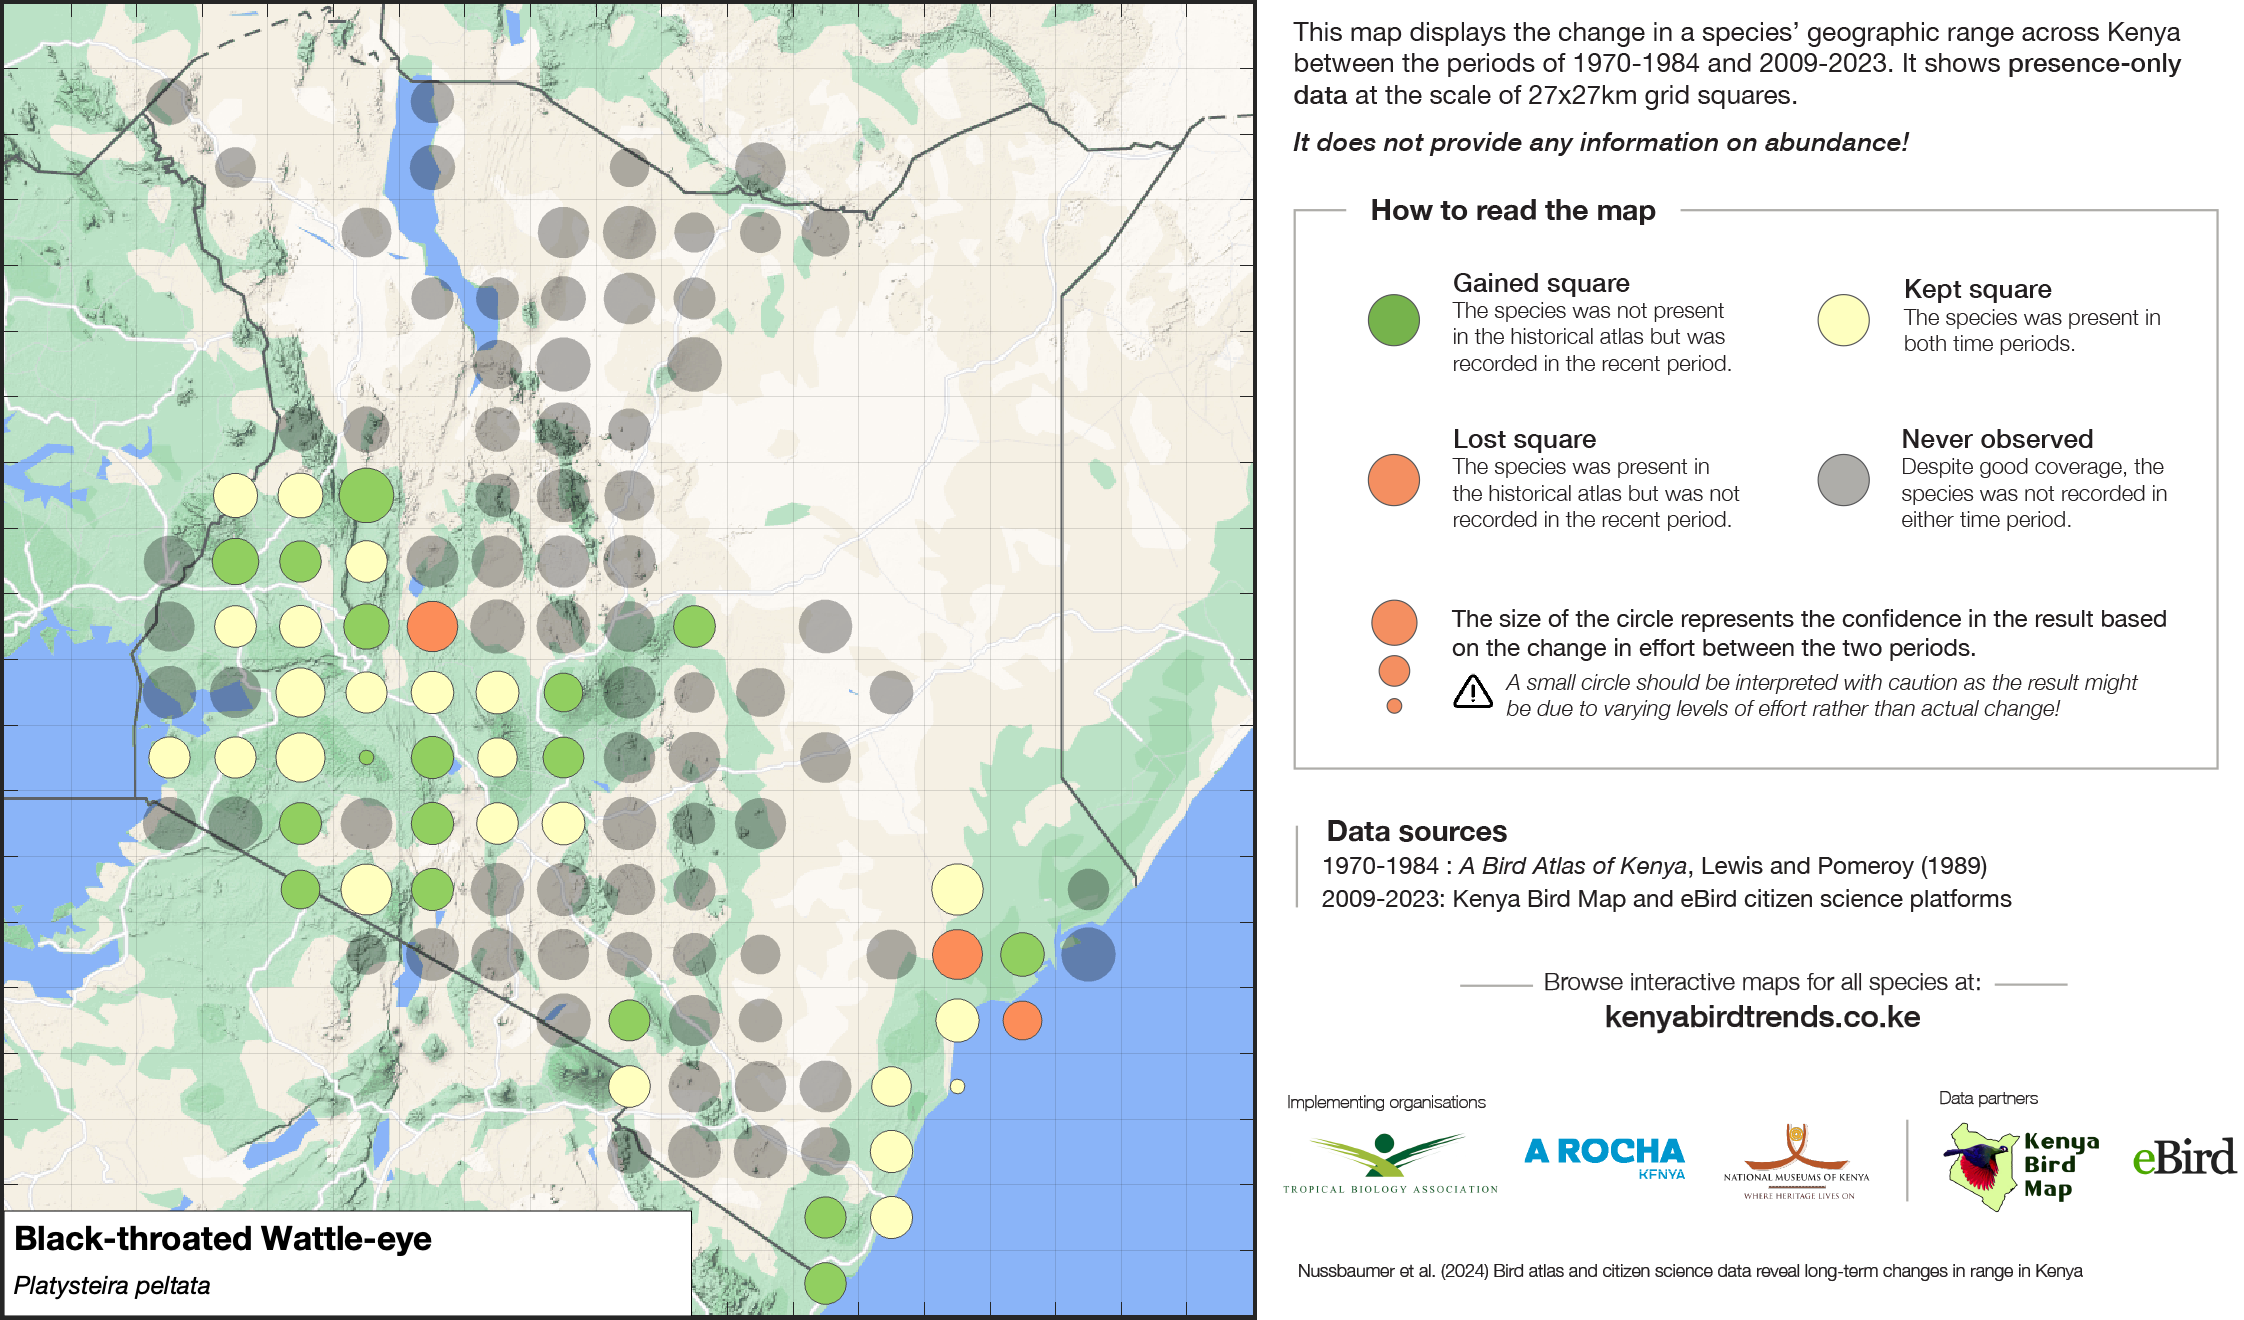 This map displays the change in a species’ geographic range across Kenya
between the periods of 1970-1984 and 2009-2023. It shows presence-only
data at the scale of 27x27km grid squares.
It does not provide any information on abundance!
How to read the map
Gained square
The species was not present
in the historical atlas but was
recorded in the recent period.
Kept square
The species was present in
both time periods.
Lost square
The species was present in
the historical atlas but was not
recorded in the recent period.
Never observed
Despite good coverage, the
species was not recorded in
either time period.
The size of the circle represents the confidence in the result based
on the change in effort between the two periods.
A small circle should be interpreted with caution as the result might
be due to varying levels of effort rather than actual change!
Data sources
1970-1984 : A Bird Atlas of Kenya, Lewis and Pomeroy (1989)
2009-2023: Kenya Bird Map and eBird citizen science platforms
Browse interactive maps for all species at:
kenyabirdtrends.co.ke
Implementing organisations
Data partners
TROPICAL BIOLOGY ASSOCIATION
A ROCHA
KENYA
NATIONAL MUSEUMS OF KENYA
WHERE HERITAGE LIVES ON
Kenya
Bird
Map
eBird
Black-throated Wattle-eye
Platysteira peltata
Nussbaumer et al. (2024) Bird atlas and citizen science data reveal long-term changes in range in Kenya